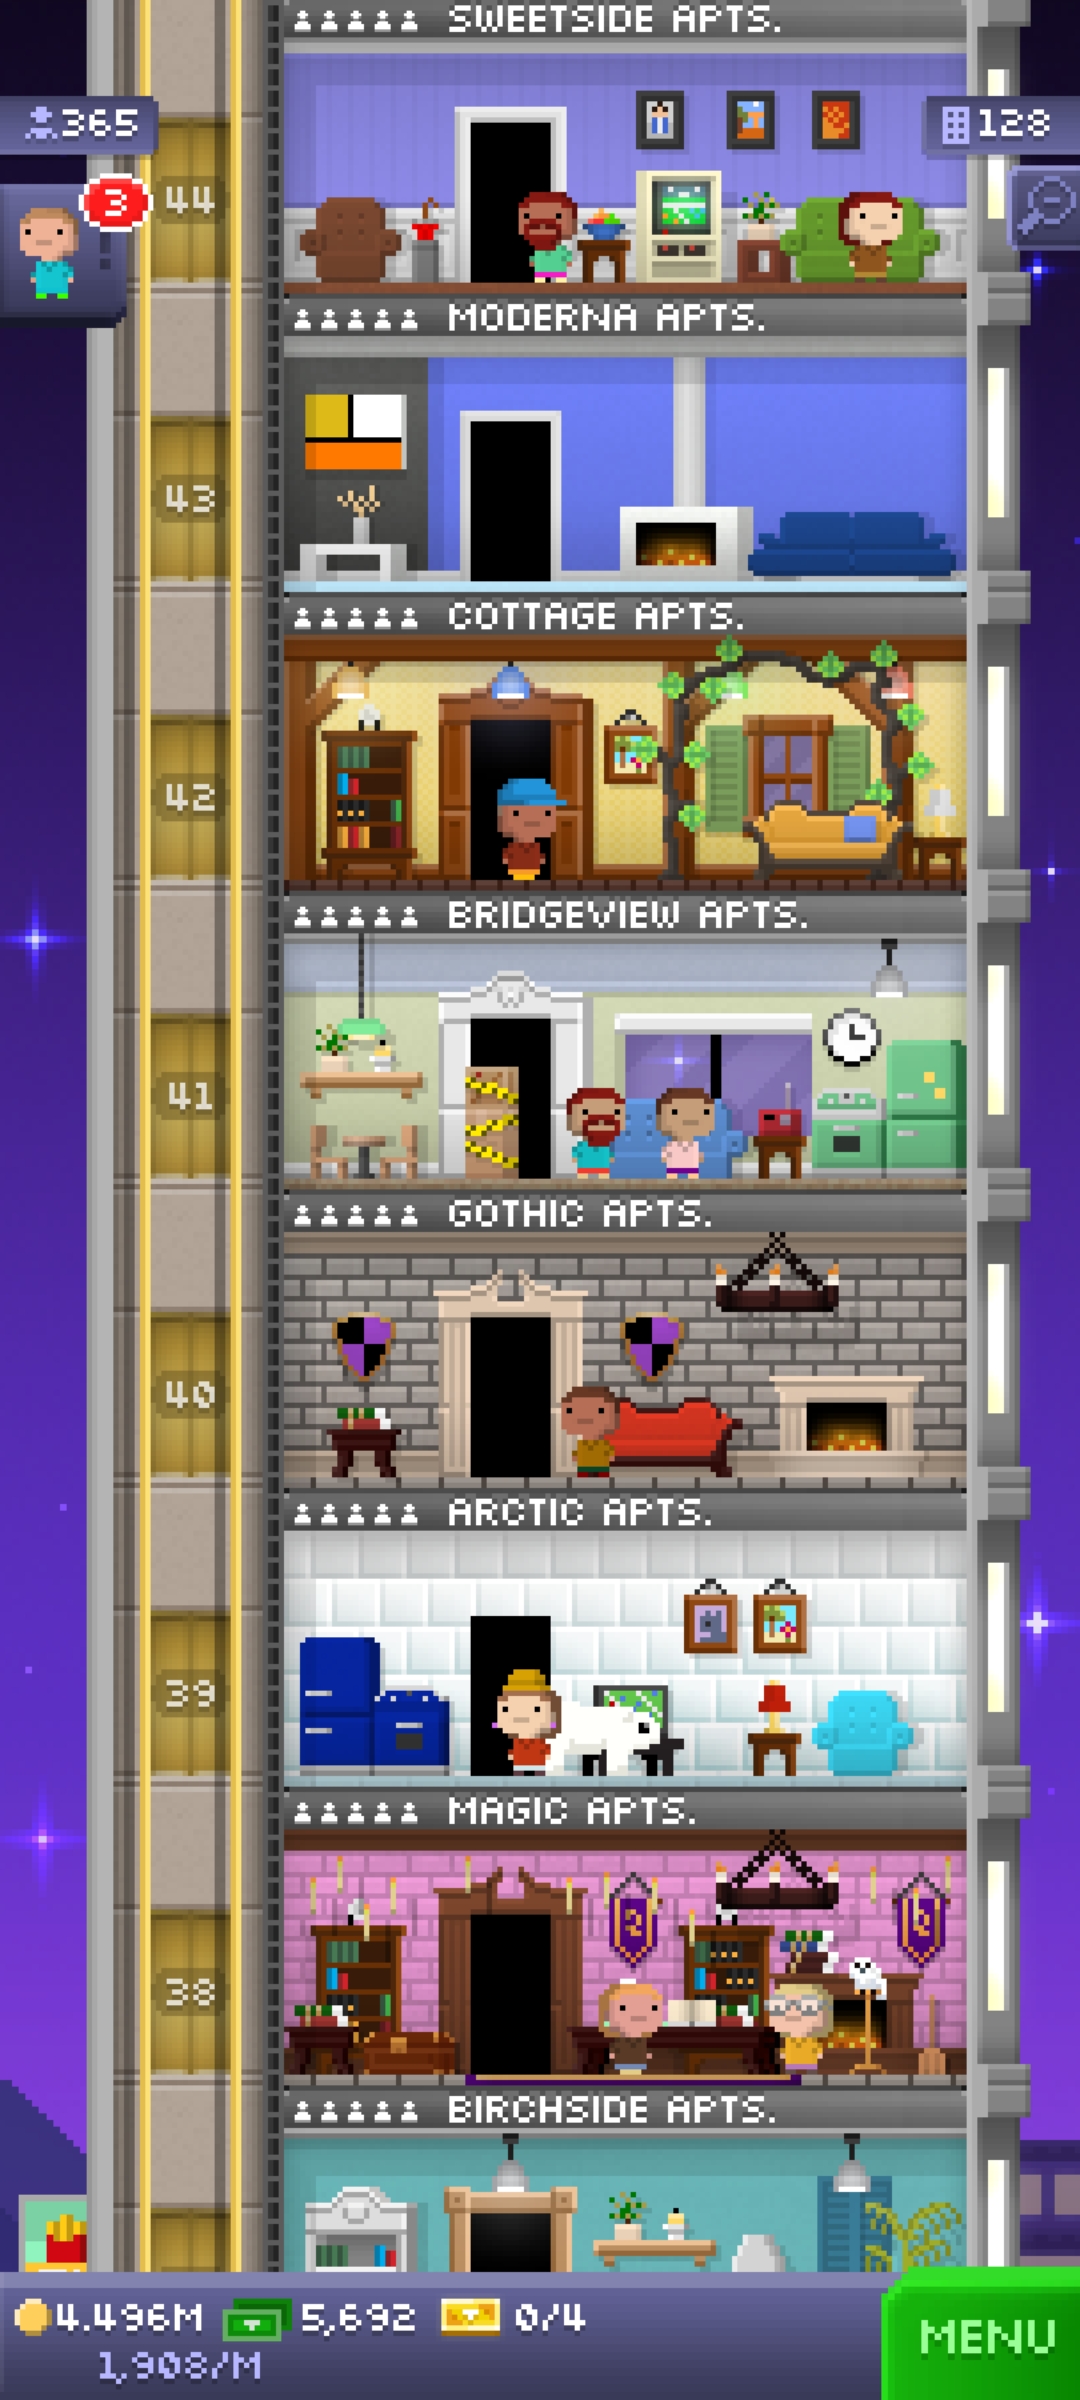 SWEETSIDE APTS.
365
128
3
44
MODERNA APTS.
43
COTTAGE APTS.
42
BRIDGEVIEW APTS.
41
GOTHIC APTS.
40
ARCTIC APTS.
39
MAGIC APTS.
38
BIRCHSIDE APTS.
4.496M 5,692 0/4
1,908/M
MENU